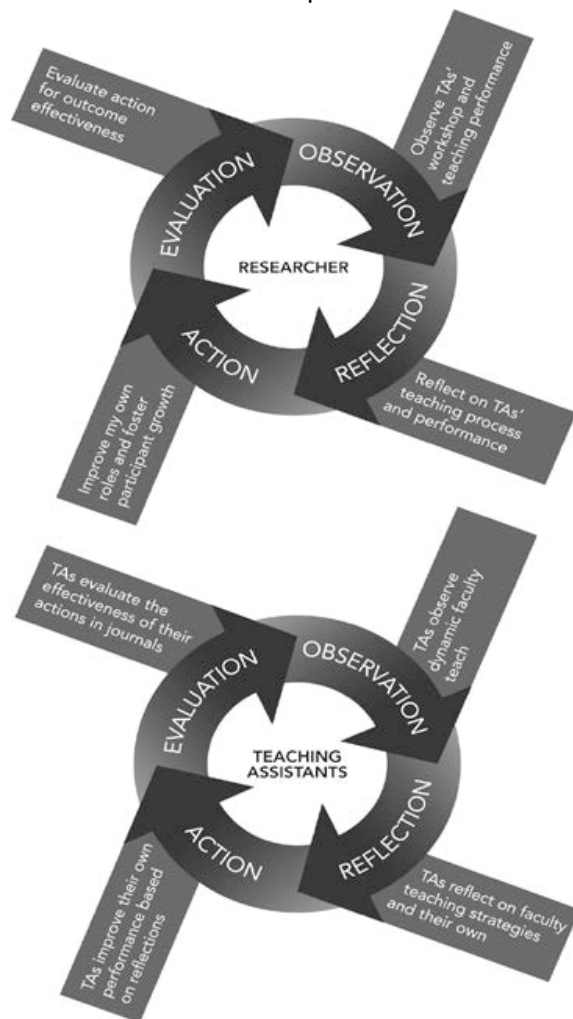 Evaluate action
for outcome
effectiveness
EVALUATION
OBSERVATION
Observe TAs'
workshop and
teaching performance
RESEARCHER
ACTION
REFLECTION
Improve my own
roles and foster
participant growth
Reflect on TAs'
teaching process
and performance
TAs evaluate the
effectiveness of their
actions in journals
EVALUATION
OBSERVATION
TAs observe
dynamic faculty
teach
TEACHING
ASSISTANTS
ACTION
REFLECTION
TAs improve their own
performance based
on reflections
TAs reflect on faculty
teaching strategies
and their own